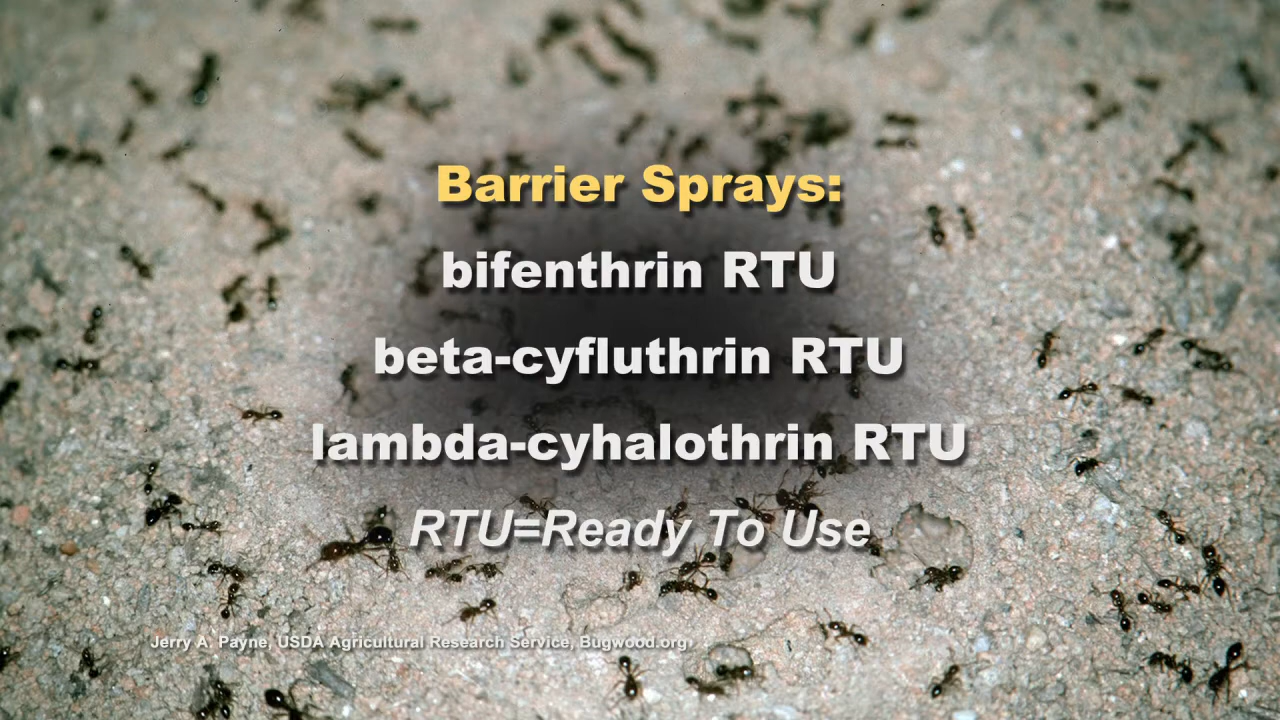 Barrier Sprays:
bifenthrin RTU
beta-cyfluthrin RTU
lambda-cyhalothrin RTU
RTU=Ready To Use
Jerry A. Payne, USDA Agricultural Research Service, Bugwood.org